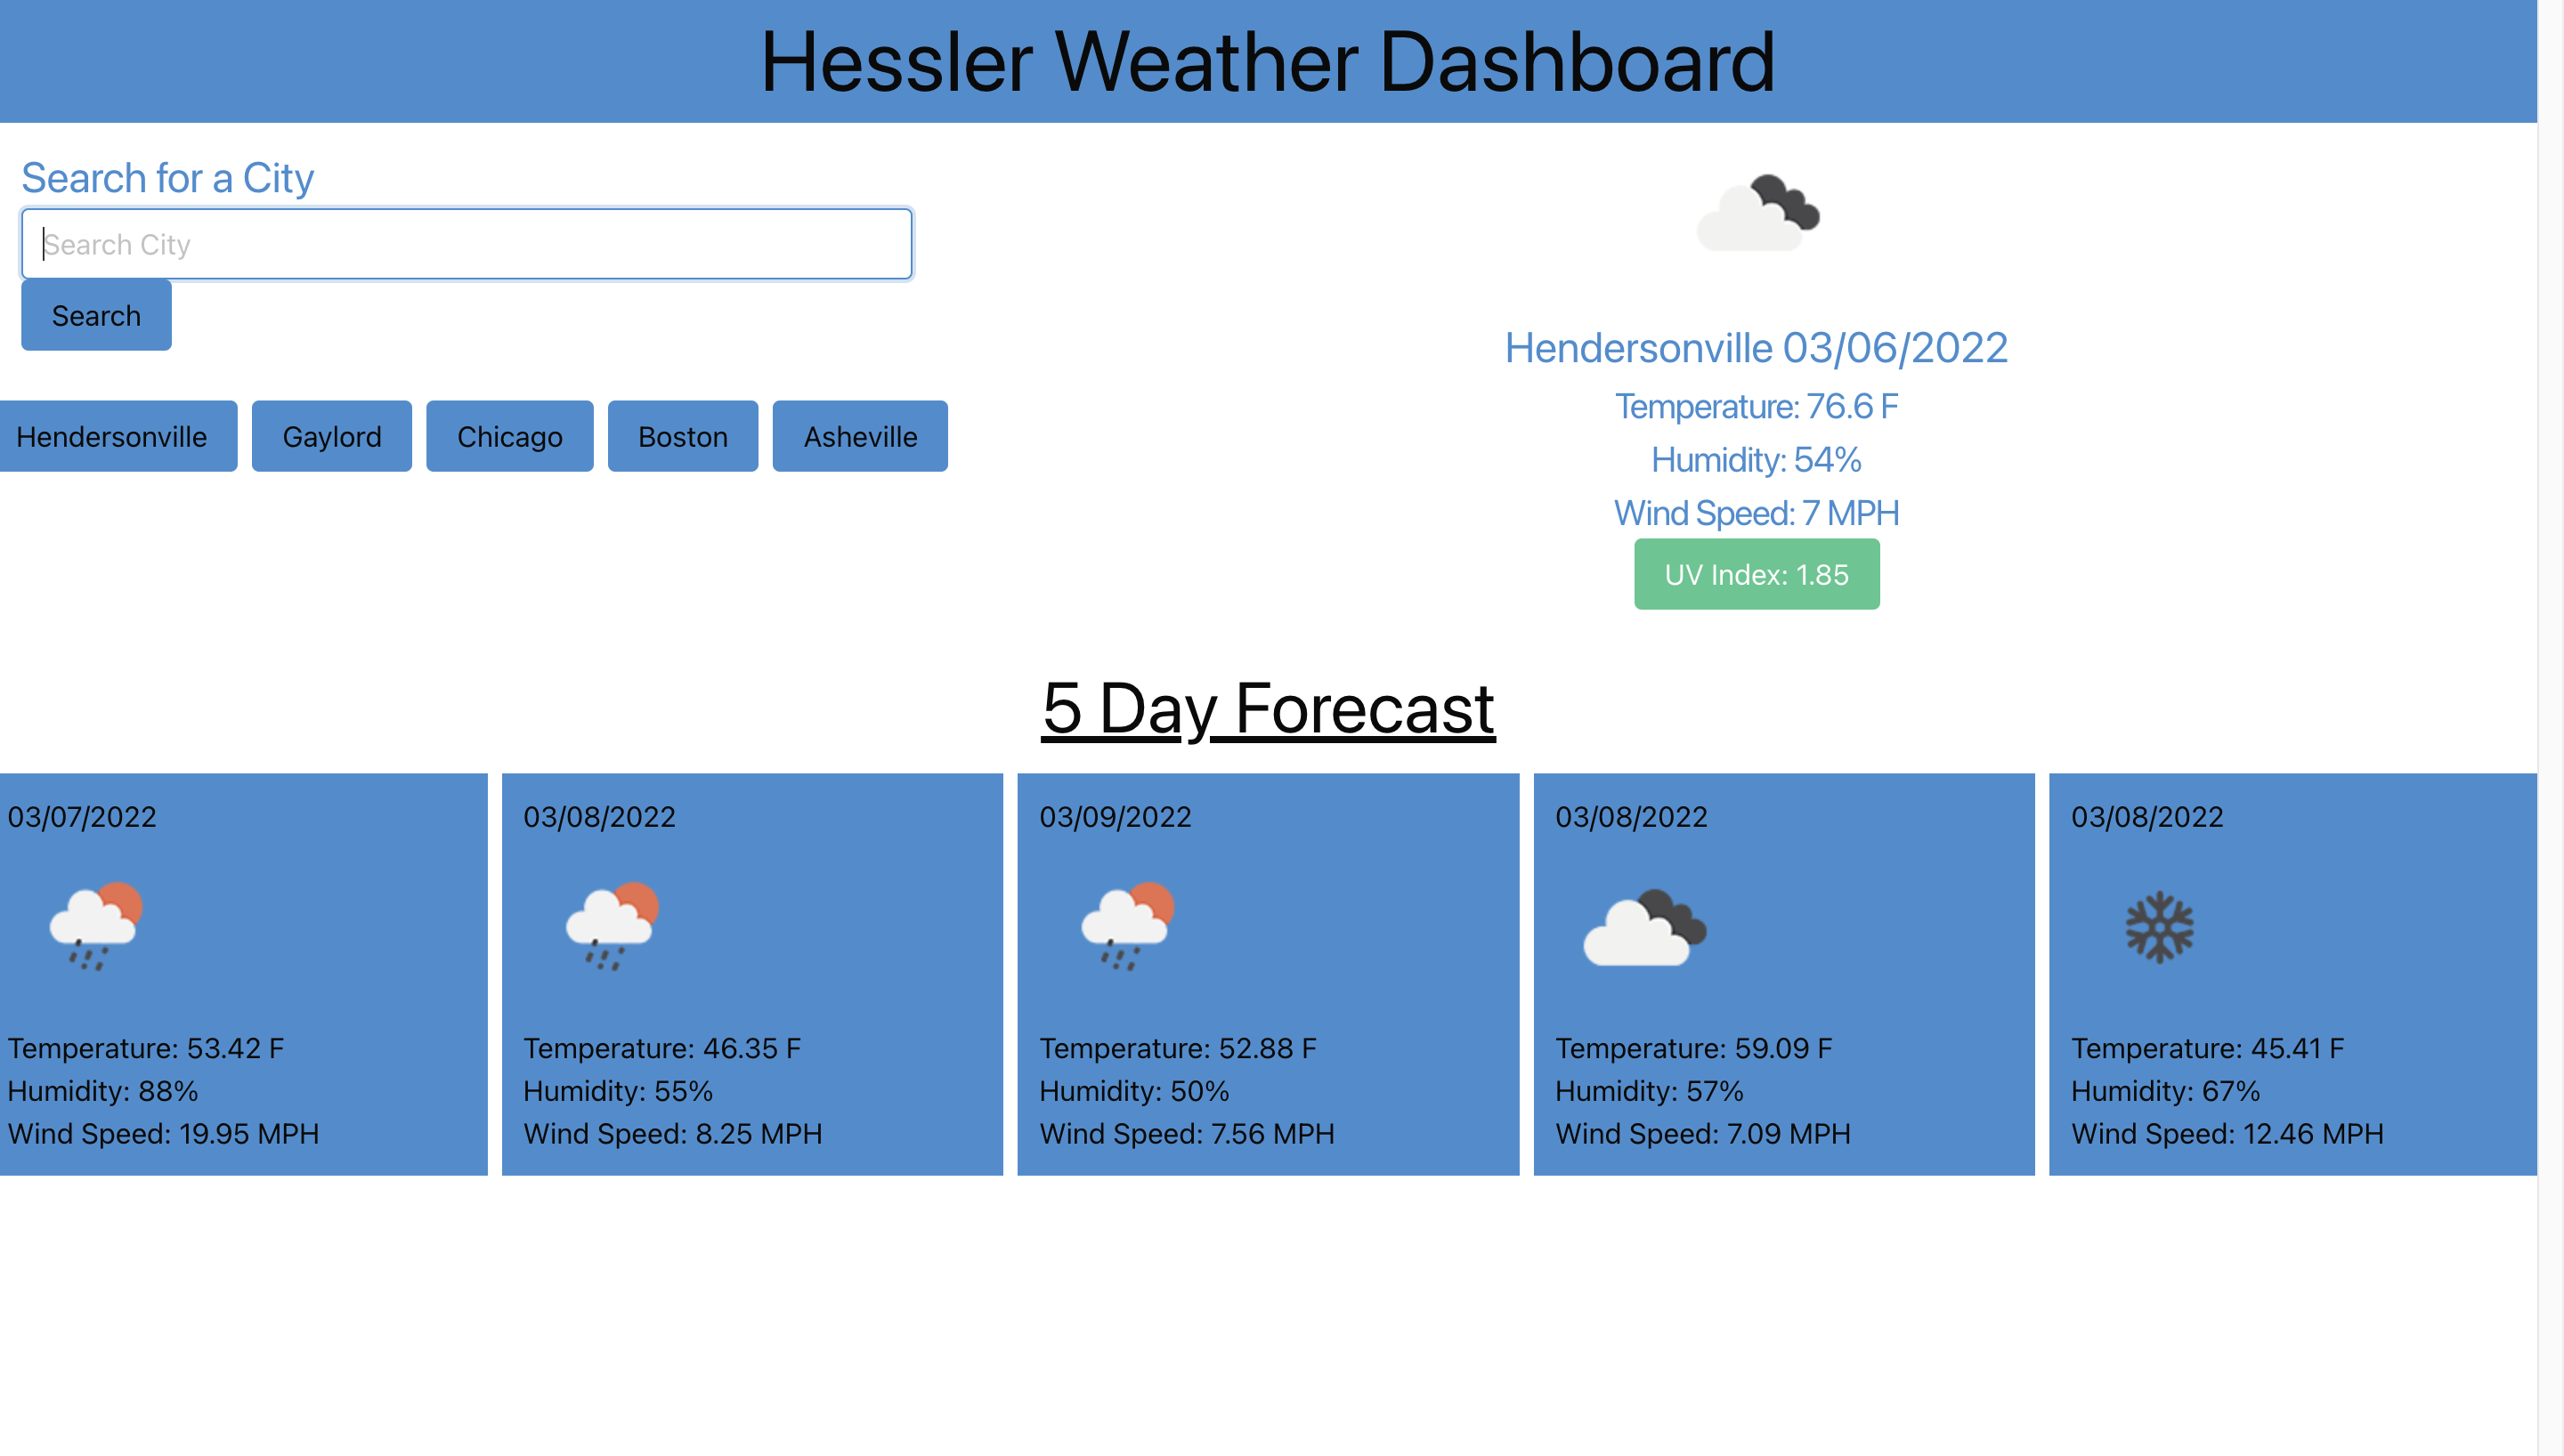 Hessler Weather Dashboard
Search for a City
Search City
Search
Hendersonville
Gaylord
Chicago
Boston
Asheville
Hendersonville 03/06/2022
Temperature: 76.6 F
Humidity: 54%
Wind Speed: 7 MPH
UV Index: 1.85
5 Day Forecast
03/07/2022
Temperature: 53.42 F
Humidity: 88%
Wind Speed: 19.95 MPH
03/08/2022
Temperature: 46.35 F
Humidity: 55%
Wind Speed: 8.25 MPH
03/09/2022
Temperature: 52.88 F
Humidity: 50%
Wind Speed: 7.56 MPH
03/08/2022
Temperature: 59.09 F
Humidity: 57%
Wind Speed: 7.09 MPH
03/08/2022
Temperature: 45.41 F
Humidity: 67%
Wind Speed: 12.46 MPH